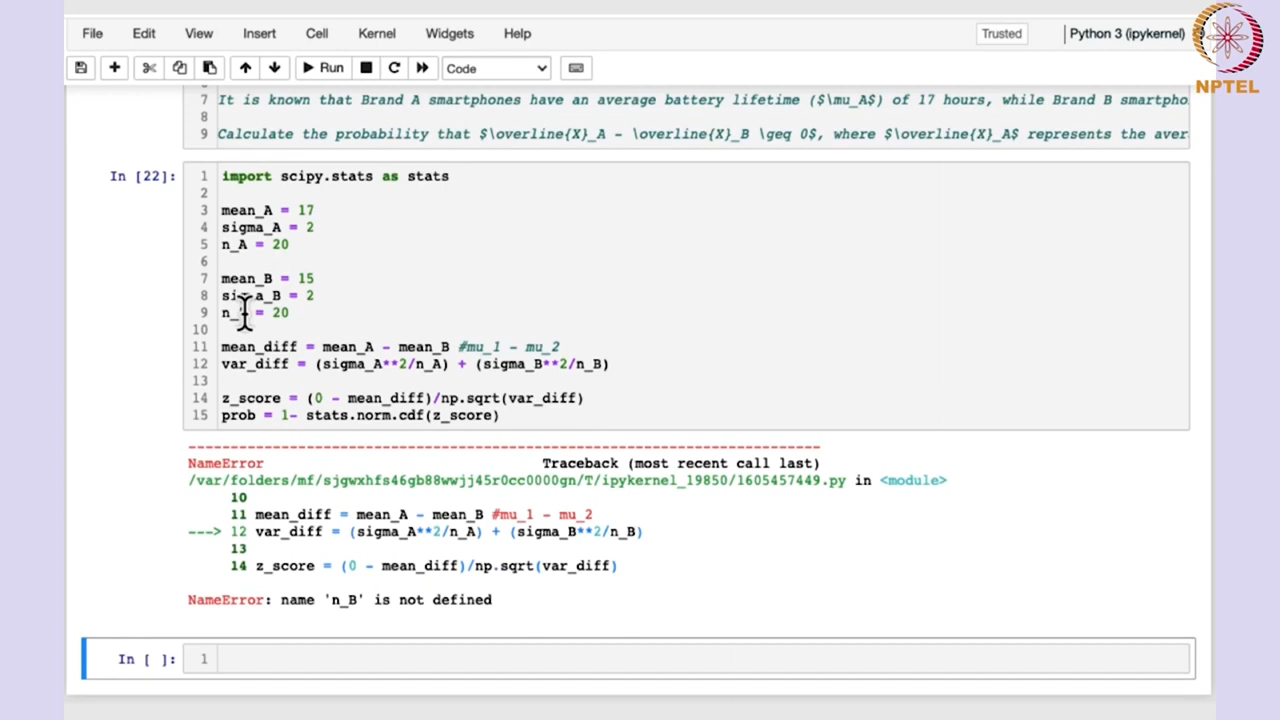 File Edit View Insert Cell Kernel Widgets Help Trusted Python 3 (ipykernel)
NPTEL
Run Code
7 It is known that Brand A smartphones have an average battery lifetime ($\mu_A$) of 17 hours, while Brand B smartpho
8
9 Calculate the probability that $\overline{X}_A - \overline{X}_B \geq 0$, where $\overline{X}_A$ represents the aver
In [22]:
1 import scipy.stats as stats
2
3 mean_A = 17
4 sigma_A = 2
5 n_A = 20
6
7 mean_B = 15
8 = 2
9 = 20
10
11 mean_diff = mean_A - mean_B #mu_1 - mu_2
12 var_diff = (sigma_A**2/n_A) + (sigma_B**2/n_B)
13
14 z_score = (0 - mean_diff)/np.sqrt(var_diff)
15 prob = 1- stats.norm.cdf(z_score)
---------------------------------------------------------------------------
NameError Traceback (most recent call last)
/var/folders/mf/sjgwxhfs46gb88wwjj45r0cc0000gn/T/ipykernel_19850/1605457449.py in <module>
10
11 mean_diff = mean_A - mean_B #mu_1 - mu_2
---> 12 var_diff = (sigma_A**2/n_A) + (sigma_B**2/n_B)
13
14 z_score = (0 - mean_diff)/np.sqrt(var_diff)
NameError: name 'n_B' is not defined
In [ ]: 1